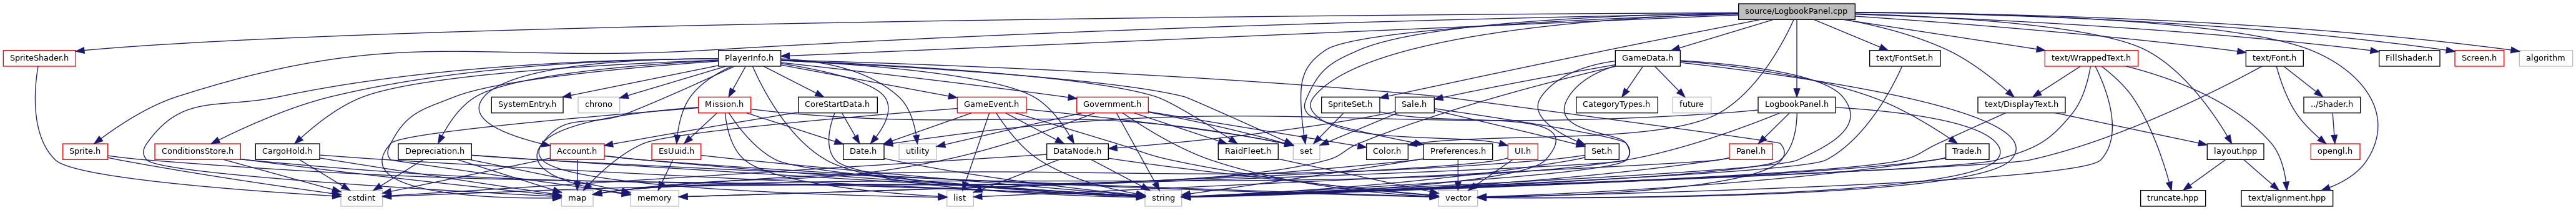 source/LogbookPanel.cpp
SpriteShader.h
PlayerInfo.h
GameData.h
text/FontSet.h
text/WrappedText.h
text/Font.h
FillShader.h
Screen.h
algorithm
SystemEntry.h
chrono
Mission.h
CoreStartData.h
GameEvent.h
Government.h
SpriteSet.h
Sale.h
CategoryTypes.h
future
LogbookPanel.h
text/DisplayText.h
../Shader.h
Sprite.h
ConditionsStore.h
CargoHold.h
Depreciation.h
Account.h
EsUuid.h
Date.h
utility
DataNode.h
RaidFleet.h
set
Color.h
Preferences.h
UI.h
Set.h
Panel.h
Trade.h
layout.hpp
opengl.h
cstdint
map
memory
list
string
vector
truncate.hpp
text/alignment.hpp